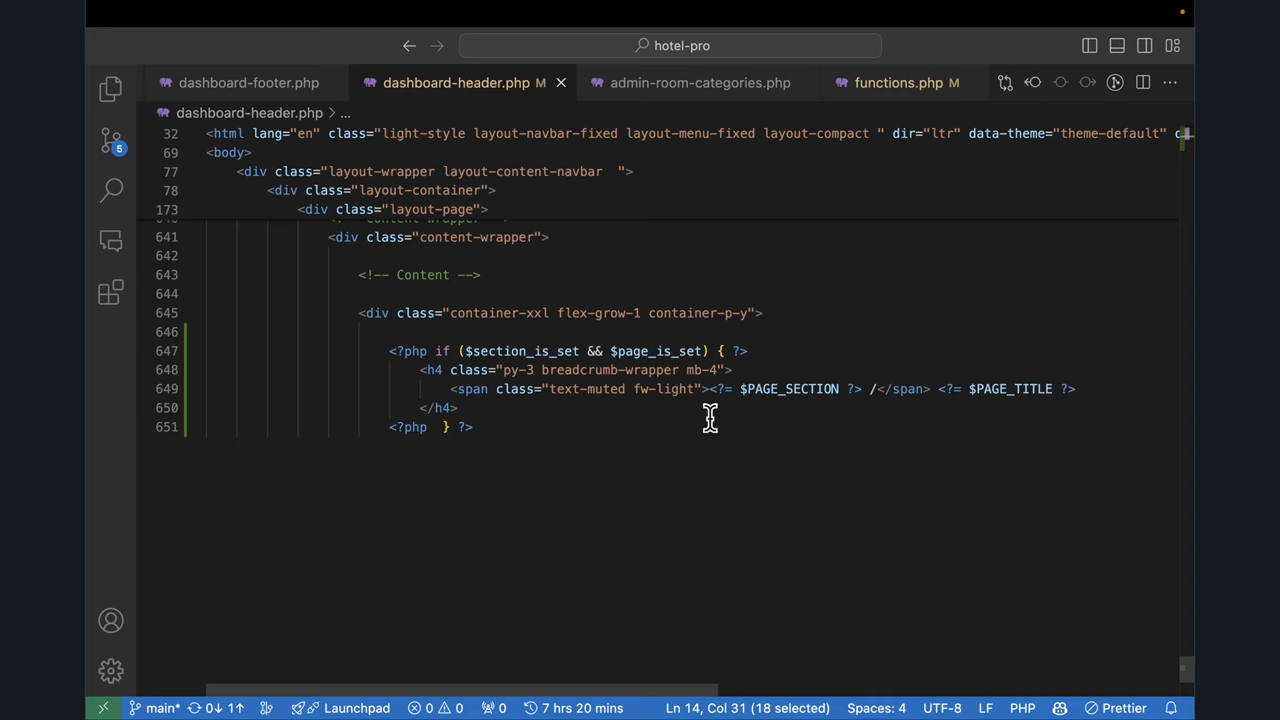 hotel-pro
dashboard-footer.php
dashboard-header.php M
admin-room-categories.php
functions.php M
dashboard-header.php > ...
32 <html lang="en" class="light-style layout-navbar-fixed layout-menu-fixed layout-compact " dir="ltr" data-theme="theme-default"
69 <body>
77 <div class="layout-wrapper layout-content-navbar  ">
78 <div class="layout-container">
173 <div class="layout-page">
641 <div class="content-wrapper">
642
643 <!-- Content -->
644
645 <div class="container-xxl flex-grow-1 container-p-y">
646
647 <?php if ($section_is_set && $page_is_set) { ?>
648 <h4 class="py-3 breadcrumb-wrapper mb-4">
649 <span class="text-muted fw-light"><?= $PAGE_SECTION ?> /</span> <?= $PAGE_TITLE ?>
650 </h4>
651 <?php  } ?>
5
main* 0↓ 1↑ Launchpad 0 0 0 7 hrs 20 mins Ln 14, Col 31 (18 selected) Spaces: 4 UTF-8 LF PHP Prettier